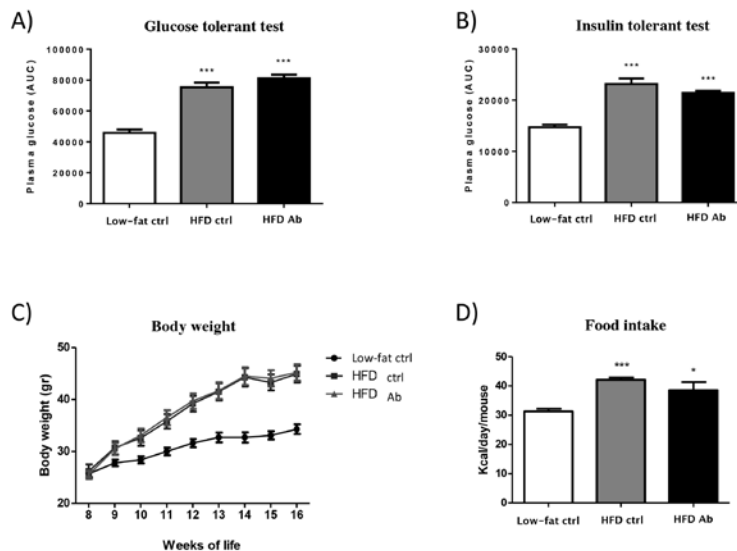 A)
Glucose tolerant test
Plasma glucose (AUC)
100000
80000
60000
40000
20000
0
***
***
Low-fat ctrl
HFD ctrl
HFD Ab
B)
Insulin tolerant test
Plasma glucose (AUC)
30000
20000
10000
0
***
***
Low-fat ctrl
HFD ctrl
HFD Ab
C)
Body weight
Body weight (gr)
50
40
30
20
8 9 10 11 12 13 14 15 16
Weeks of life
Low-fat ctrl
HFD ctrl
HFD Ab
D)
Food intake
Kcal/day/mouse
50
40
30
20
10
0
***
*
Low-fat ctrl
HFD ctrl
HFD Ab